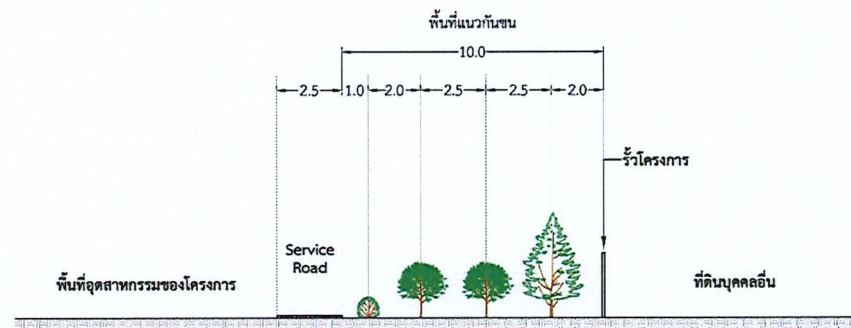 พื้นที่แนวกันชน
10.0
2.5 1.0 2.0 2.5 2.5 2.0
รั้วโครงการ
Service
Road
พื้นที่อุตสาหกรรมของโครงการ
ที่ดินบุคคลอื่น